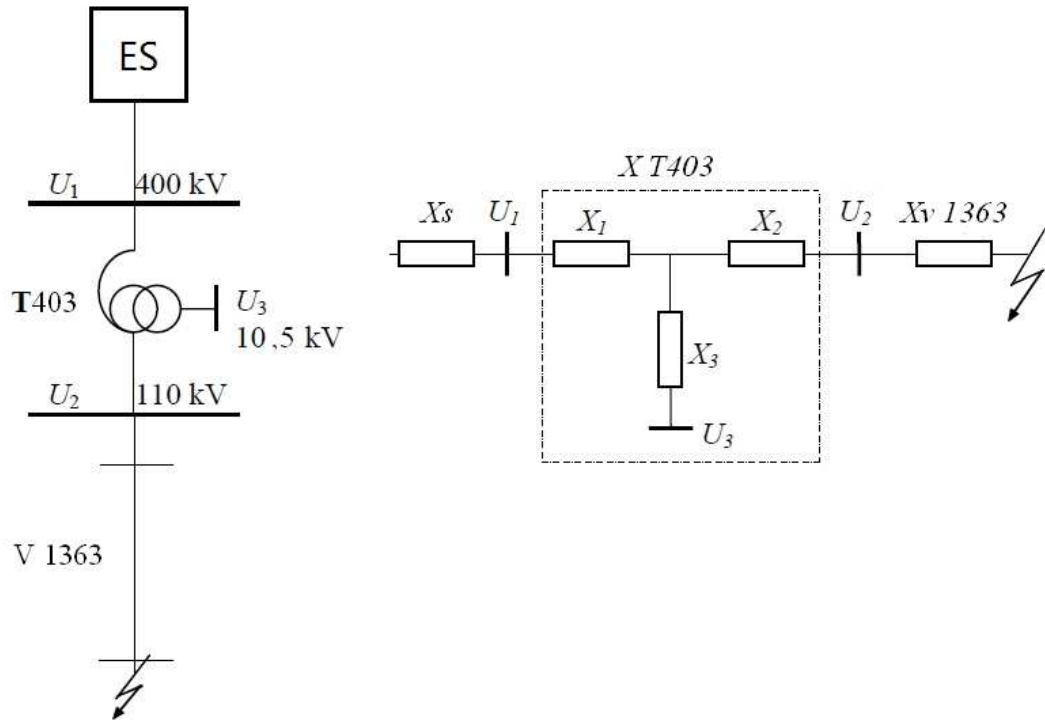 ES
U1 400 kV
T403
U3
10 ,5 kV
U2 110 kV
V 1363
X T403
Xs U1 X1 X2 U2 Xv 1363
X3
U3